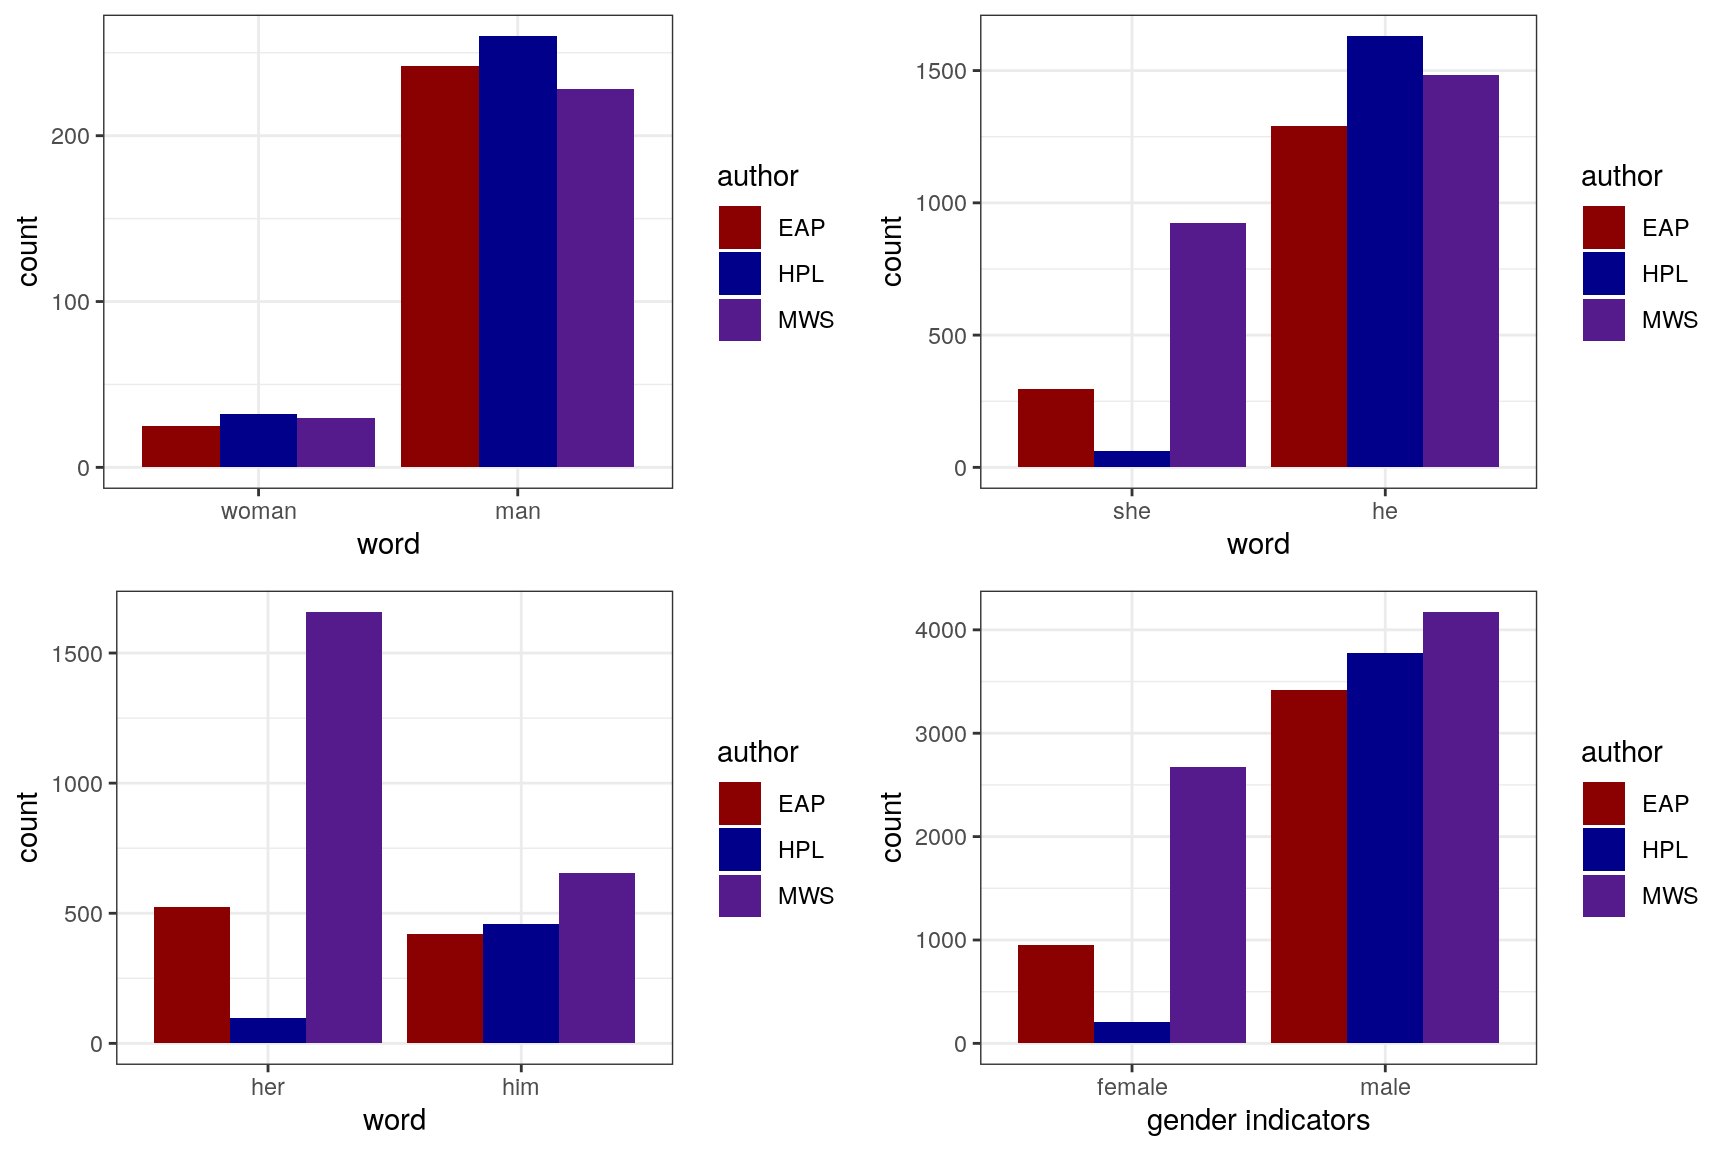 200
100
0
count
woman
man
word
author
EAP
HPL
MWS
1500
1000
500
0
count
she
he
word
author
EAP
HPL
MWS
1500
1000
500
0
count
her
him
word
author
EAP
HPL
MWS
4000
3000
2000
1000
0
count
female
male
gender indicators
author
EAP
HPL
MWS